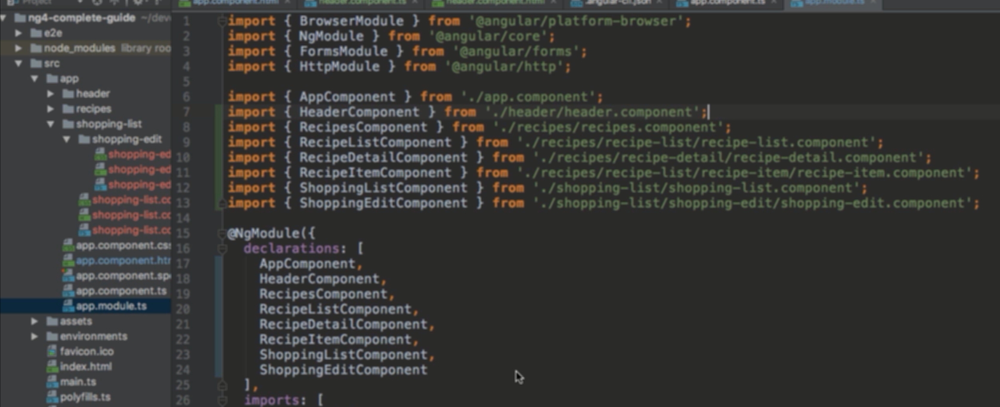 Project
app.component.html
header.component.ts
header.component.html
.angular-cli.json
app.component.ts
app.module.ts
ng4-complete-guide ~/dev
e2e
node_modules library roo
src
app
header
recipes
shopping-list
shopping-edit
shopping-ed
shopping-ed
shopping-ed
shopping-list.co
shopping-list.co
shopping-list.co
app.component.css
app.component.htm
app.component.spe
app.component.ts
app.module.ts
assets
environments
favicon.ico
index.html
main.ts
polyfills.ts
1 import { BrowserModule } from '@angular/platform-browser';
2 import { NgModule } from '@angular/core';
3 import { FormsModule } from '@angular/forms';
4 import { HttpModule } from '@angular/http';
5
6 import { AppComponent } from './app.component';
7 import { HeaderComponent } from './header/header.component';
8 import { RecipesComponent } from './recipes/recipes.component';
9 import { RecipeListComponent } from './recipes/recipe-list/recipe-list.component';
10 import { RecipeDetailComponent } from './recipes/recipe-detail/recipe-detail.component';
11 import { RecipeItemComponent } from './recipes/recipe-list/recipe-item/recipe-item.component';
12 import { ShoppingListComponent } from './shopping-list/shopping-list.component';
13 import { ShoppingEditComponent } from './shopping-list/shopping-edit/shopping-edit.component';
14
15 @NgModule({
16 declarations: [
17 AppComponent,
18 HeaderComponent,
19 RecipesComponent,
20 RecipeListComponent,
21 RecipeDetailComponent,
22 RecipeItemComponent,
23 ShoppingListComponent,
24 ShoppingEditComponent
25 ],
26 imports: [